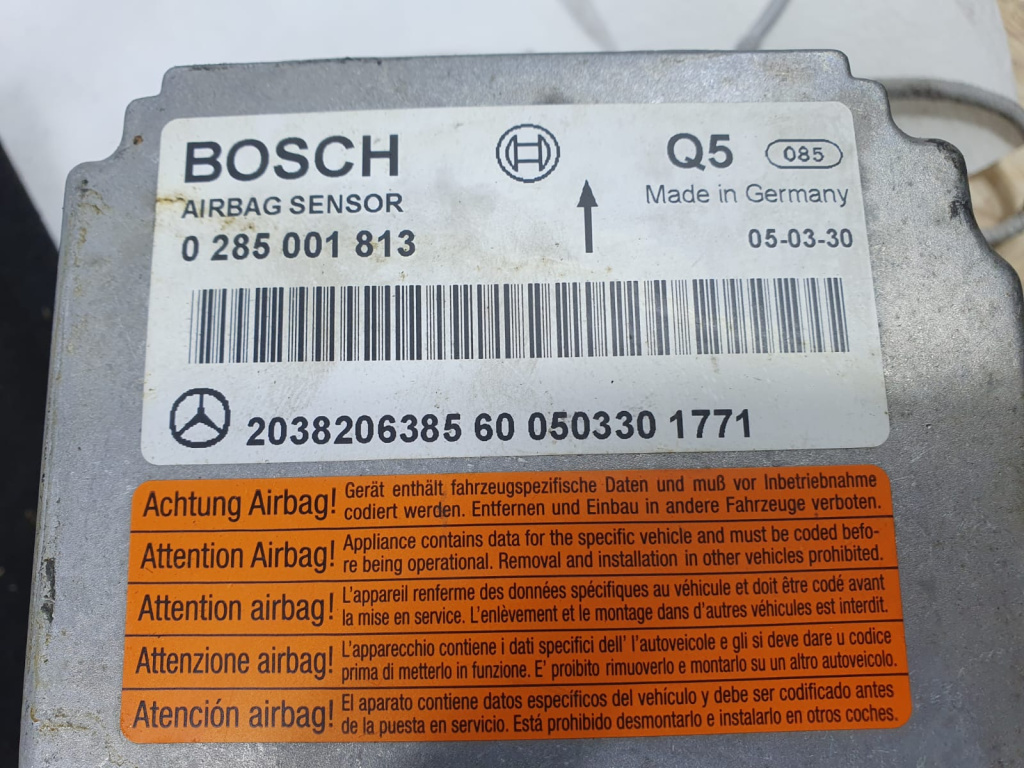 BOSCH
AIRBAG SENSOR
0 285 001 813
Q5 085
Made in Germany
05-03-30
2038206385 60 050330 1771
Achtung Airbag! Gerät enthält fahrzeugspezifische Daten und muß vor Inbetriebnahme
codiert werden. Entfernen und Einbau in andere Fahrzeuge verboten.
Attention Airbag! Appliance contains data for the specific vehicle and must be coded befo-
re being operational. Removal and installation in other vehicles prohibited.
Attention airbag! L'appareil renferme des données spécifiques au véhicule et doit être codé avant
la mise en service. L'enlèvement et le montage dans d'autres véhicules est interdit.
Attenzione airbag! L'apparecchio contiene i dati specifici dell' l'autoveicolo e gli si deve dare u codice
prima di metterlo in funzione. E' proibito rimuoverlo e montarlo su un altro autoveicolo.
Atención airbag! El aparato contiene datos específicos del vehículo y debe ser codificado antes
de la puesta en servicio. Está prohibido desmontarlo e instalarlo en otros coches.